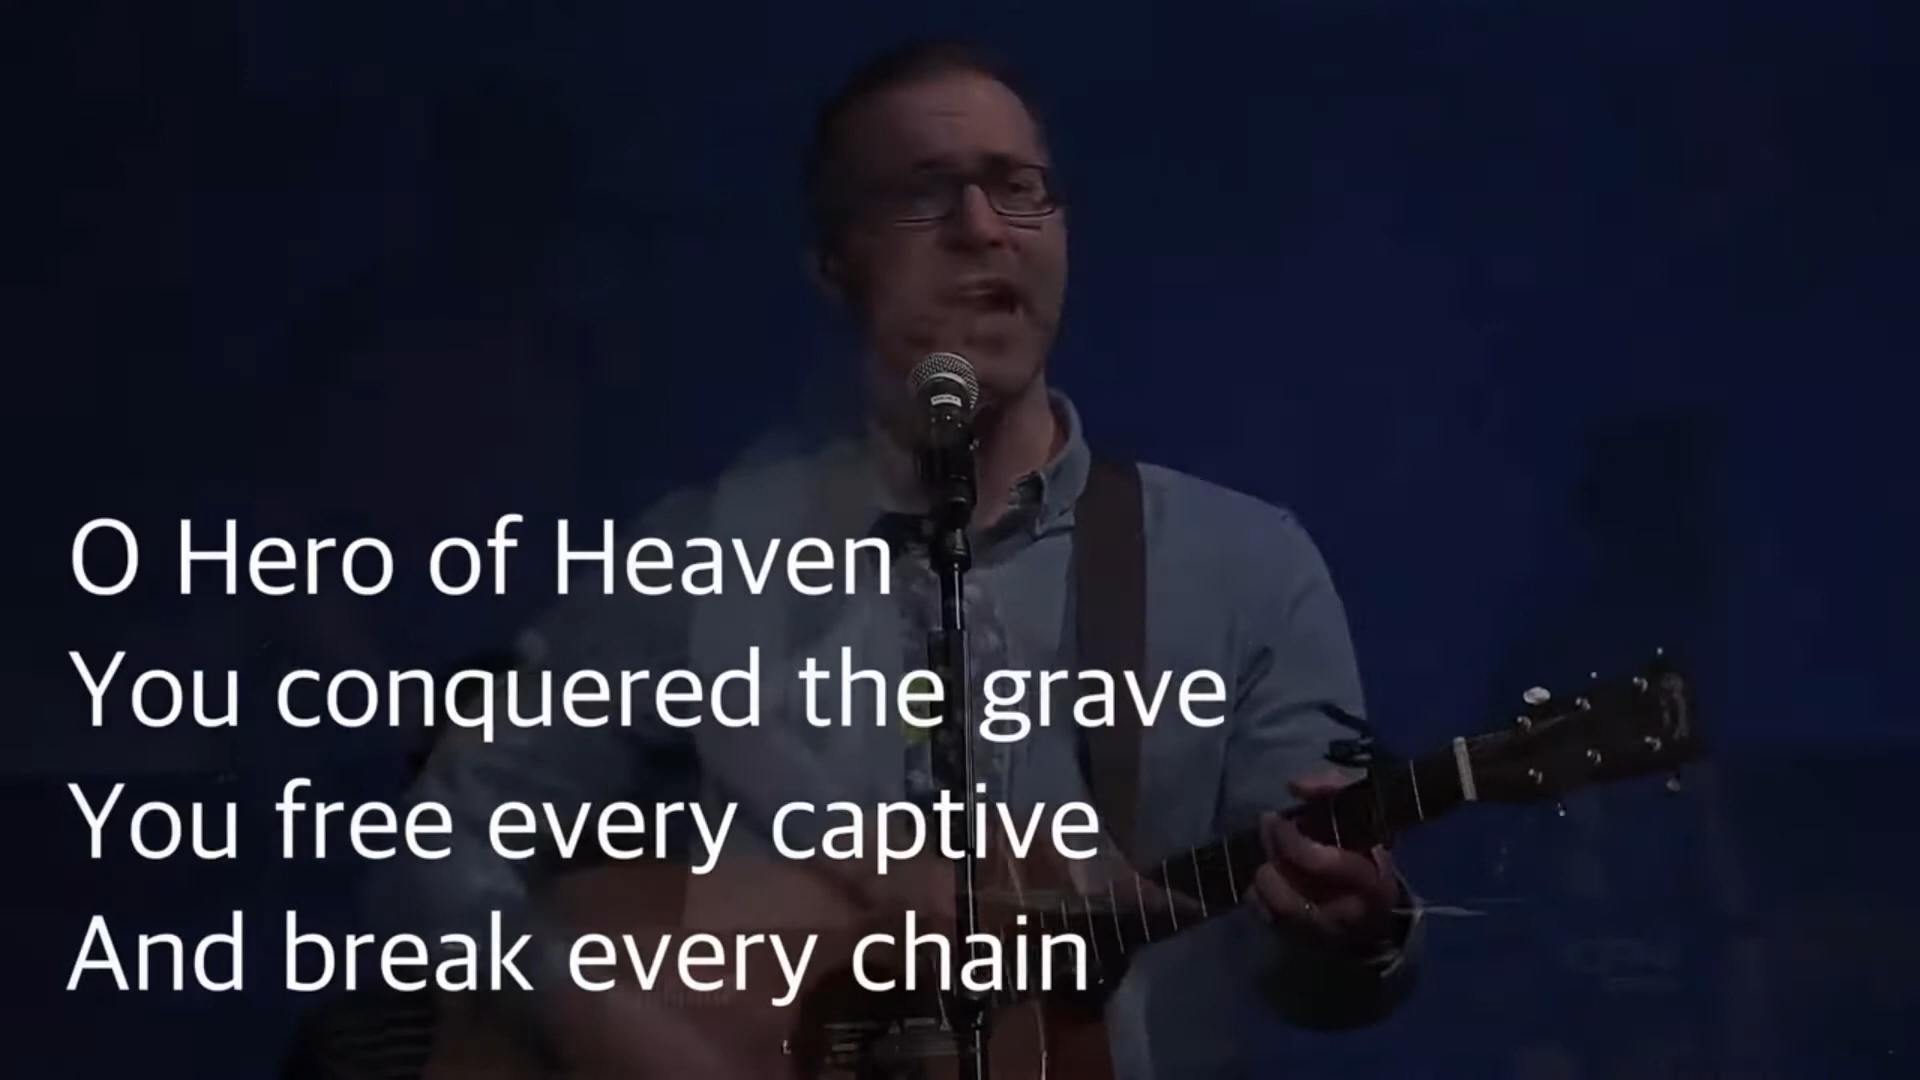 O Hero of Heaven
You conquered the grave
You free every captive
And break every chain